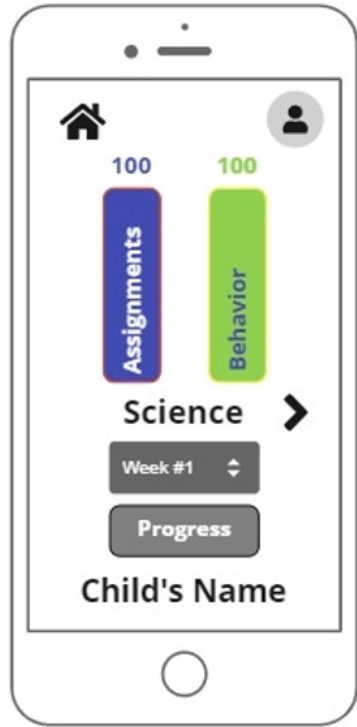 100 100
Assignments Behavior
Science
Week #1
Progress
Child's Name